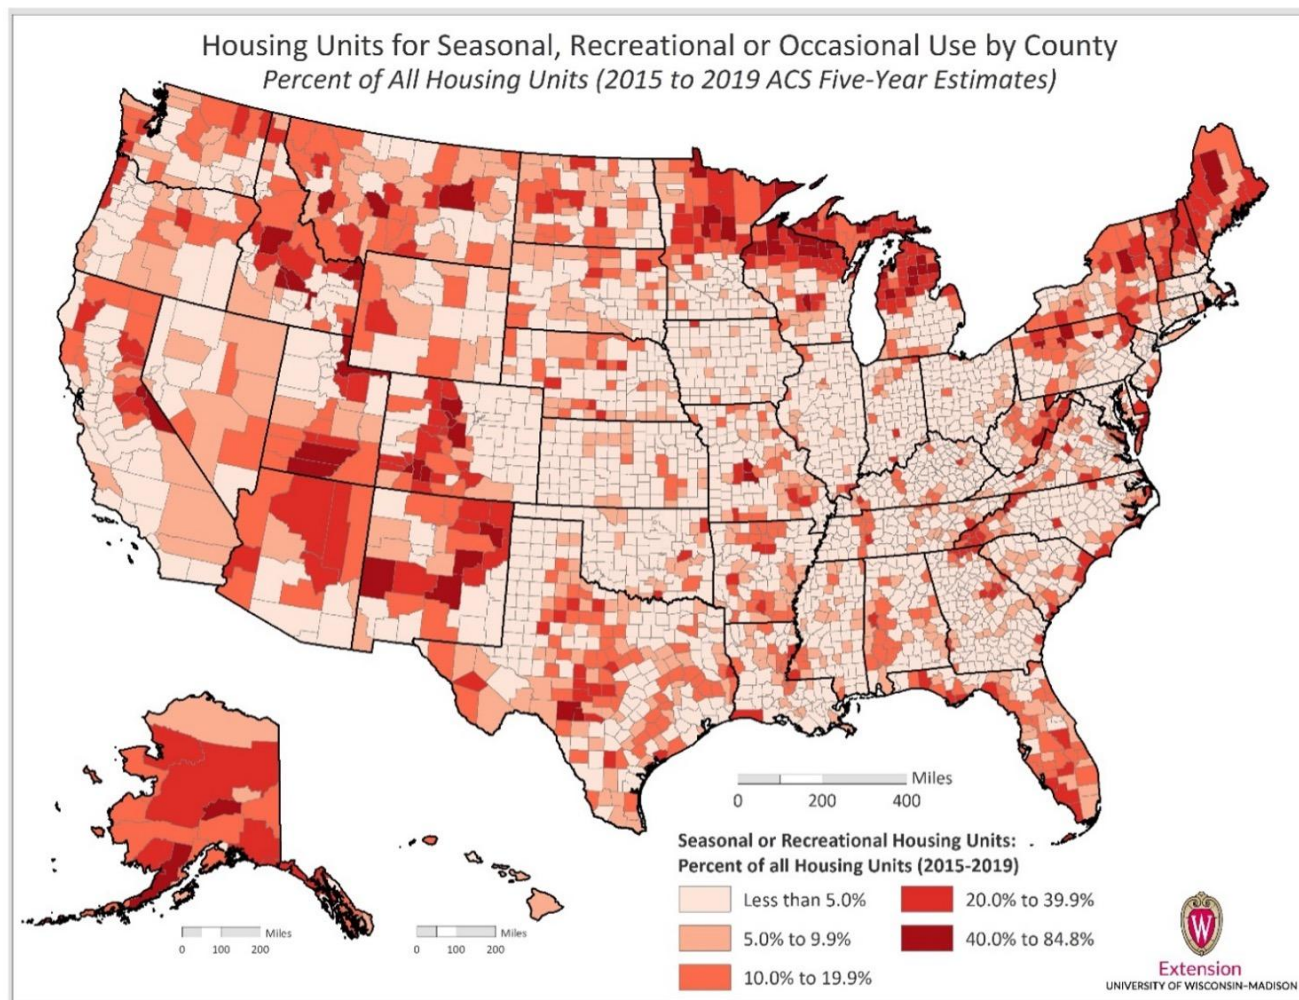 Housing Units for Seasonal, Recreational or Occasional Use by County
Percent of All Housing Units (2015 to 2019 ACS Five-Year Estimates)
Miles
0 200 400
Seasonal or Recreational Housing Units:
Percent of all Housing Units (2015-2019)
Less than 5.0% 20.0% to 39.9%
5.0% to 9.9% 40.0% to 84.8%
10.0% to 19.9%
Miles
0 100 200
Miles
0 100 200
W
Extension
UNIVERSITY OF WISCONSIN–MADISON